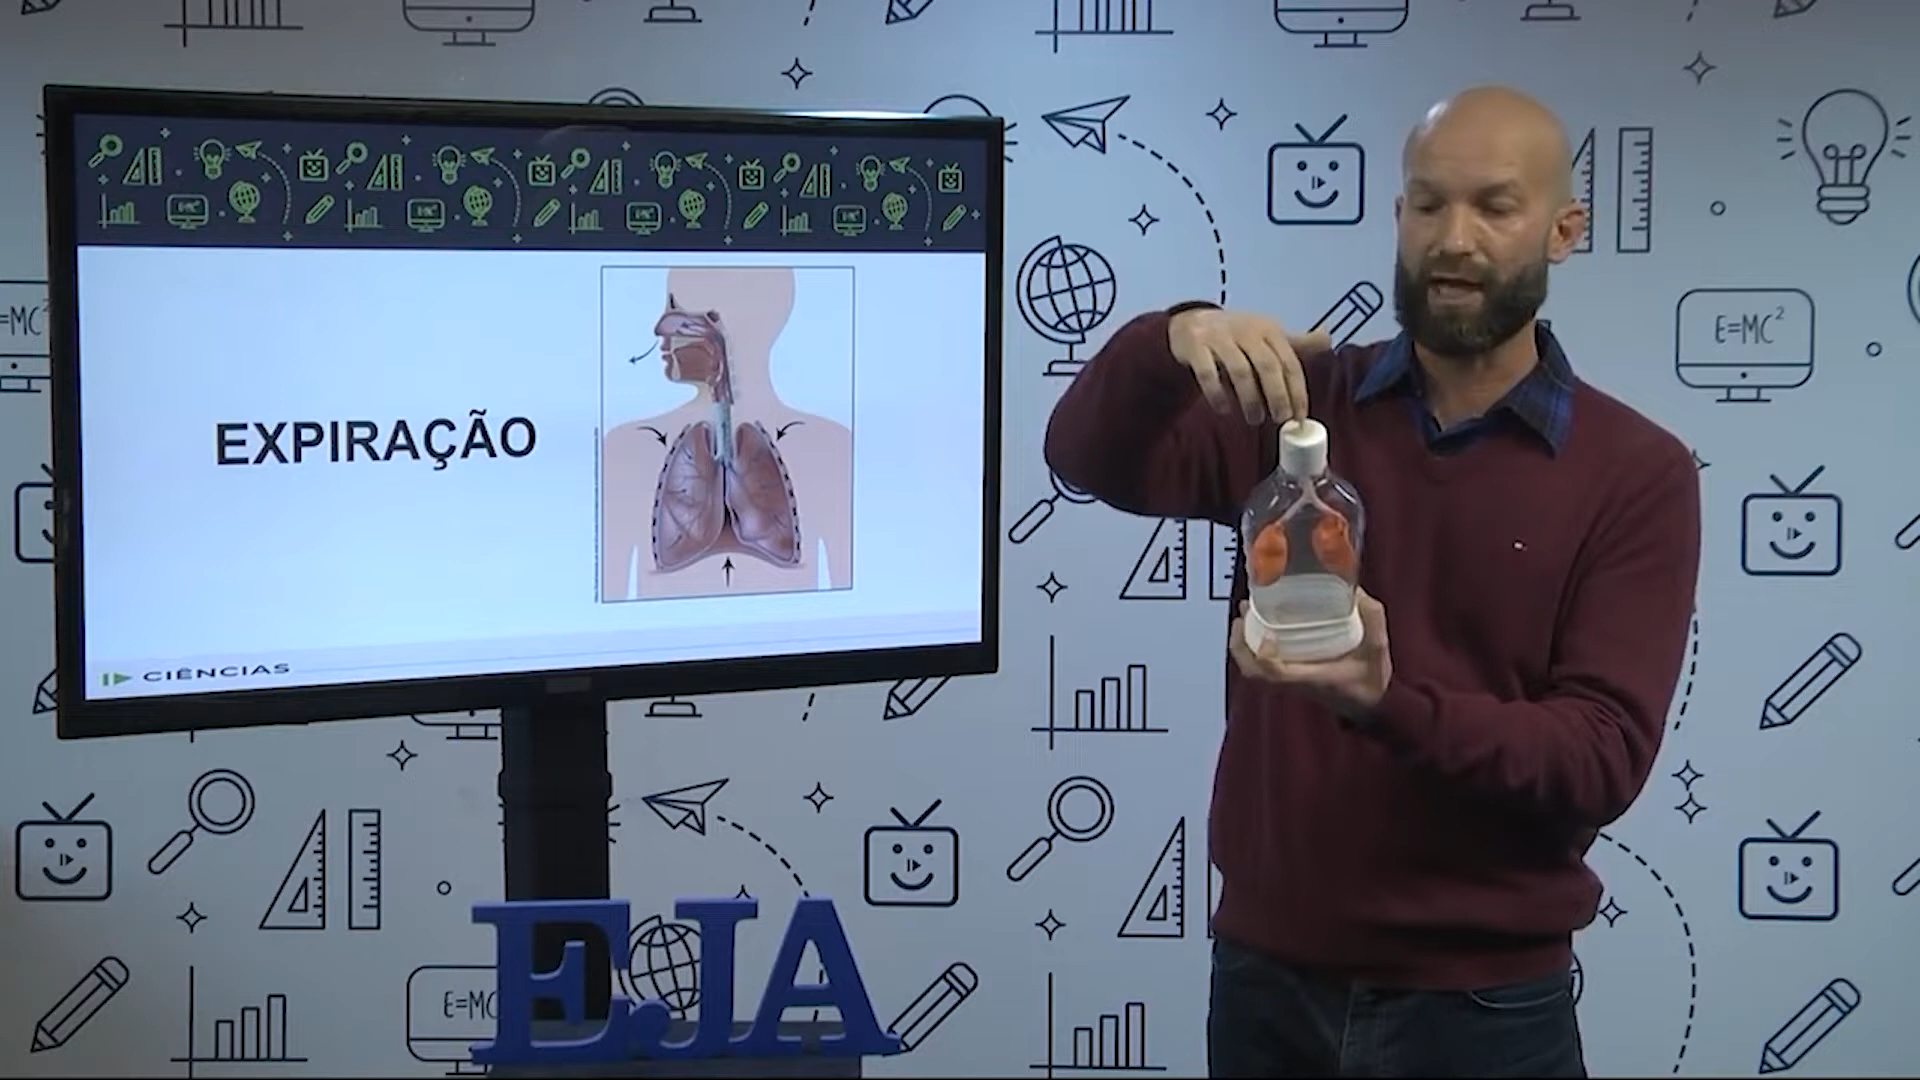 EXPIRAÇÃO
CIÊNCIAS
EJA
E=MC²
=MC²
E=MC